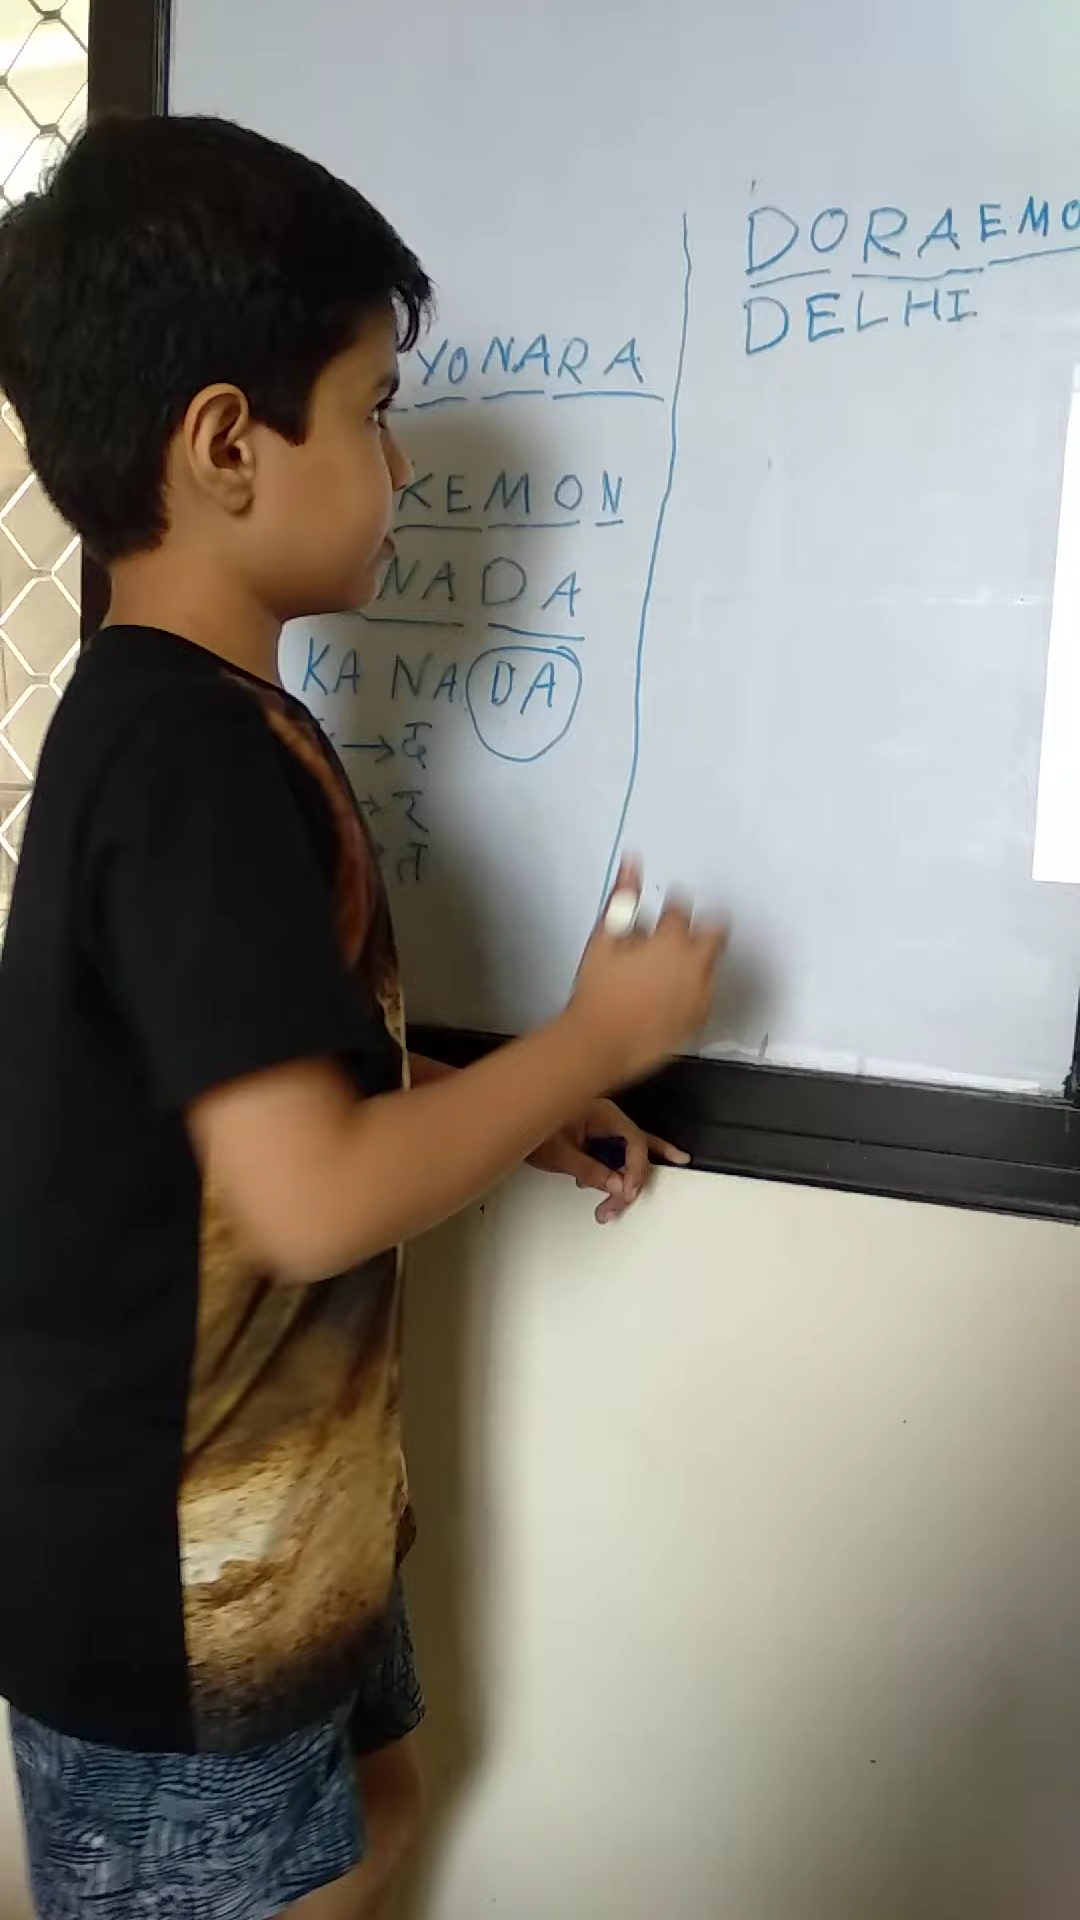 YONARA
KEMON
NADA
KA NA DA
→ द
→ र
त
DORAEMO
DELHI